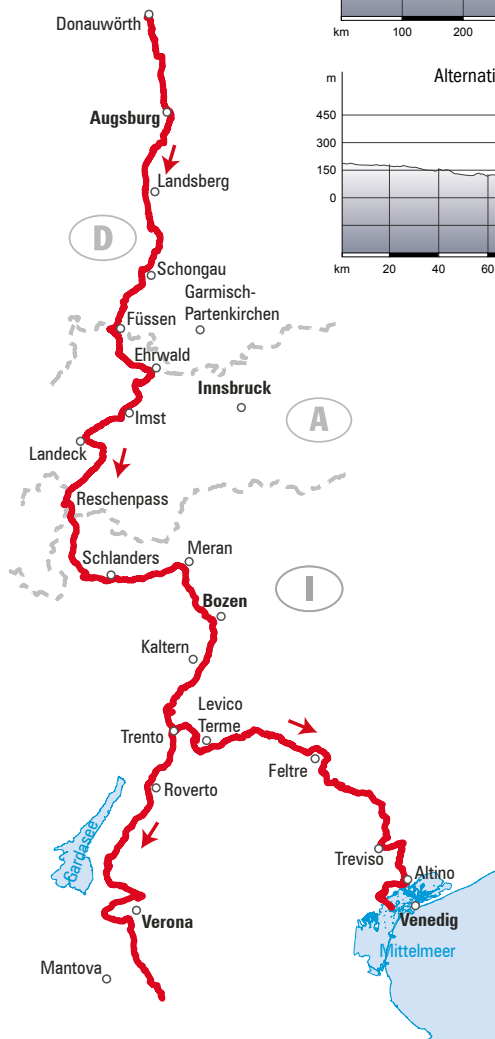 Donauwörth
km 100 200
m Alternati
450
300
150
0
km 20 40 60
Augsburg
Landsberg
D
Schongau
Garmisch-
Partenkirchen
Füssen
Ehrwald
Innsbruck
A
Imst
Landeck
Reschenpass
Meran
Schlanders
I
Bozen
Kaltern
Levico
Terme
Trento
Feltre
Roverto
Gardasee
Treviso
Altino
Verona
Venedig
Mittelmeer
Mantova